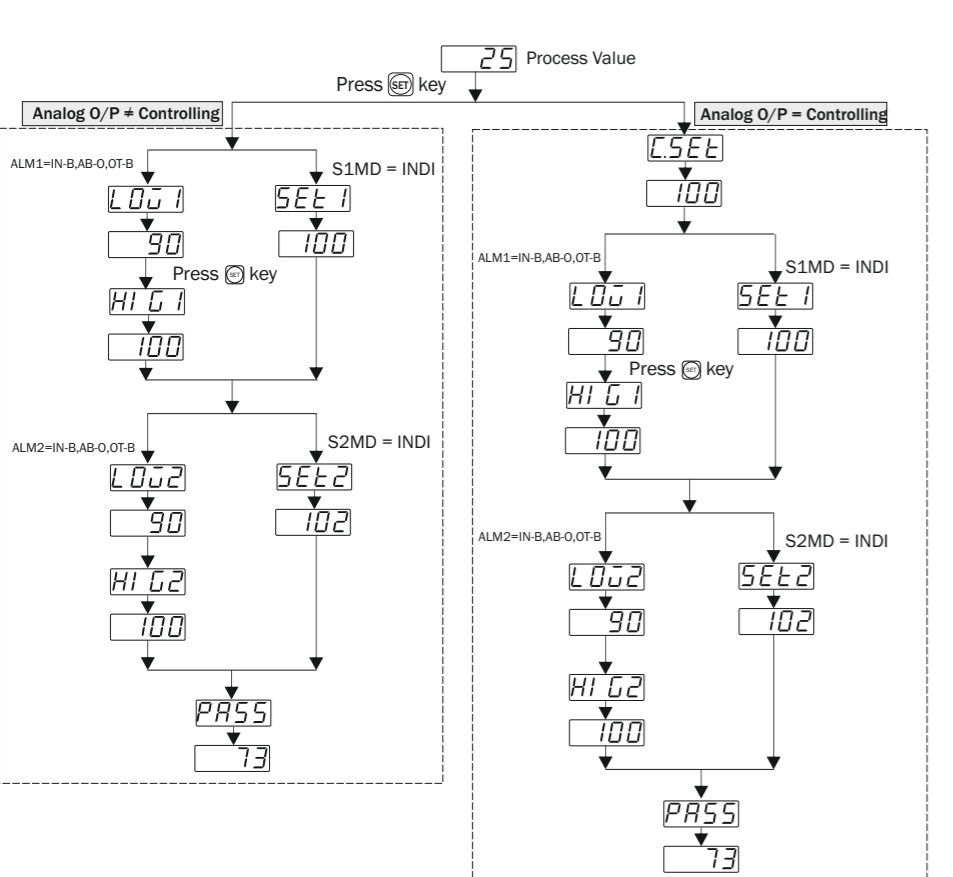 25 Process Value
Press SET key
Analog O/P ≠ Controlling
ALM1=IN-B,AB-O,OT-B
S1MD = INDI
LOW1
SET1
90
100
Press SET key
HIG1
100
ALM2=IN-B,AB-O,OT-B
S2MD = INDI
LOW2
SET2
90
102
HIG2
100
PASS
73
Analog O/P = Controlling
C.SET
100
ALM1=IN-B,AB-O,OT-B
S1MD = INDI
LOW1
SET1
90
100
Press SET key
HIG1
100
ALM2=IN-B,AB-O,OT-B
S2MD = INDI
LOW2
SET2
90
102
HIG2
100
PASS
73